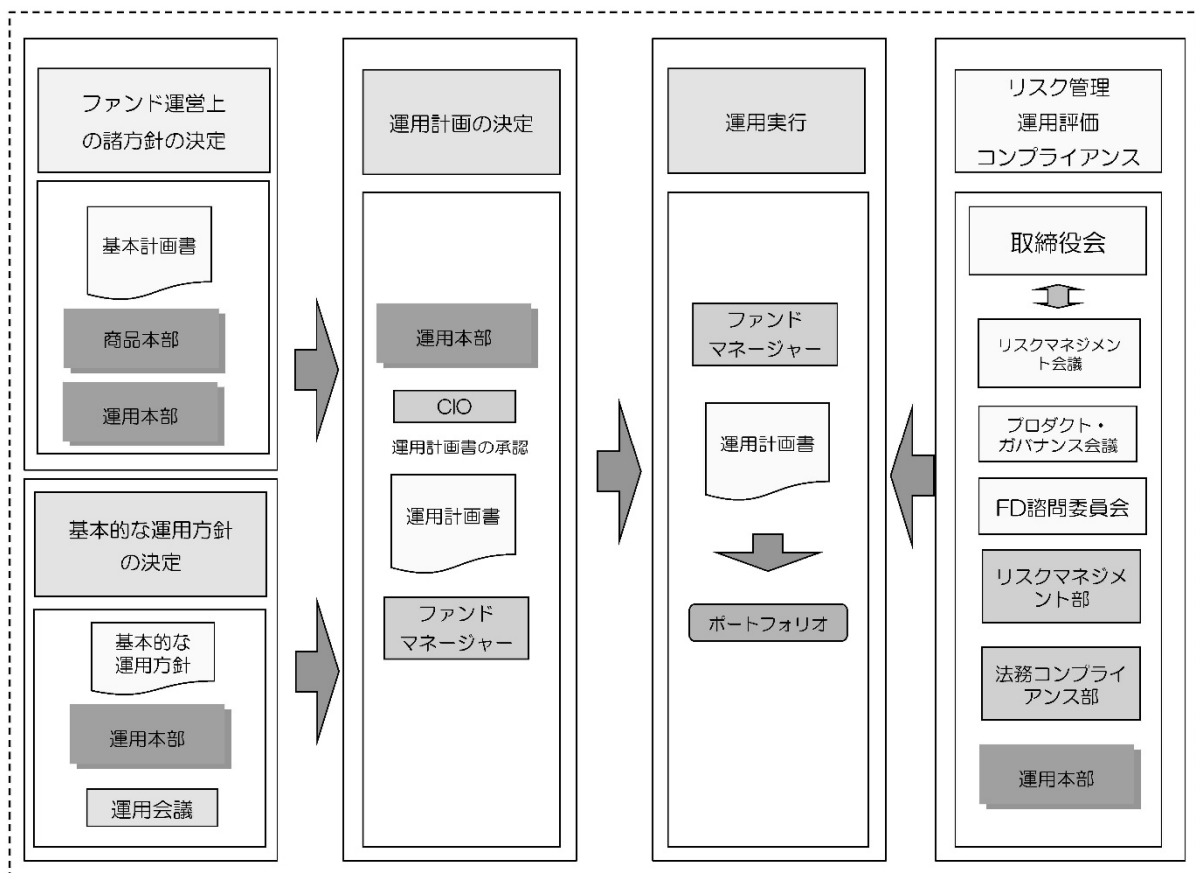 ファンド運営上
の諸方針の決定
基本計画書
商品本部
運用本部
基本的な運用方針
の決定
基本的な
運用方針
運用本部
運用会議
運用計画の決定
運用本部
CIO
運用計画書の承認
運用計画書
ファンド
マネージャー
運用実行
ファンド
マネージャー
運用計画書
ポートフォリオ
リスク管理
運用評価
コンプライアンス
取締役会
リスクマネジメン
ト会議
プロダクト・
ガバナンス会議
FD諮問委員会
リスクマネジメ
ント部
法務コンプライ
アンス部
運用本部